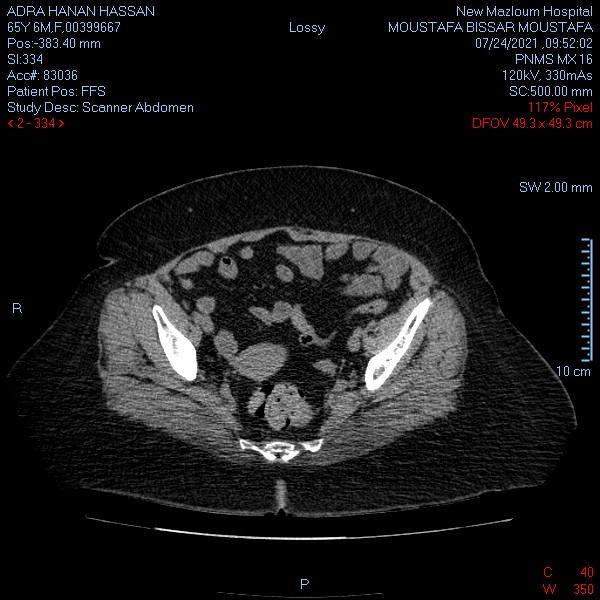 ADRA HANAN HASSAN
65Y 6M,F,00399667
Pos:-383.40 mm
SI:334
Acc#: 83036
Patient Pos: FFS
Study Desc: Scanner Abdomen
< 2 - 334 >
Lossy
New Mazloum Hospital
MOUSTAFA BISSAR MOUSTAFA
07/24/2021 ,09:52:02
PNMS MX 16
120kV, 330mAs
SC:500.00 mm
117% Pixel
DFOV 49.3 x 49.3 cm
SW 2.00 mm
R
10 cm
P
C 40
W 350